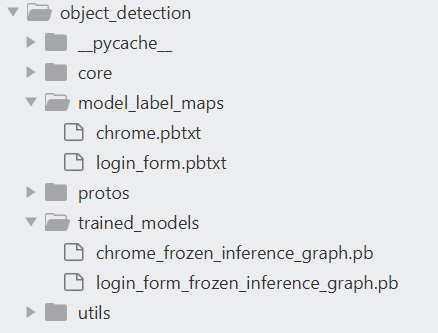 object_detection
__pycache__
core
model_label_maps
chrome.pbtxt
login_form.pbtxt
protos
trained_models
chrome_frozen_inference_graph.pb
login_form_frozen_inference_graph.pb
utils